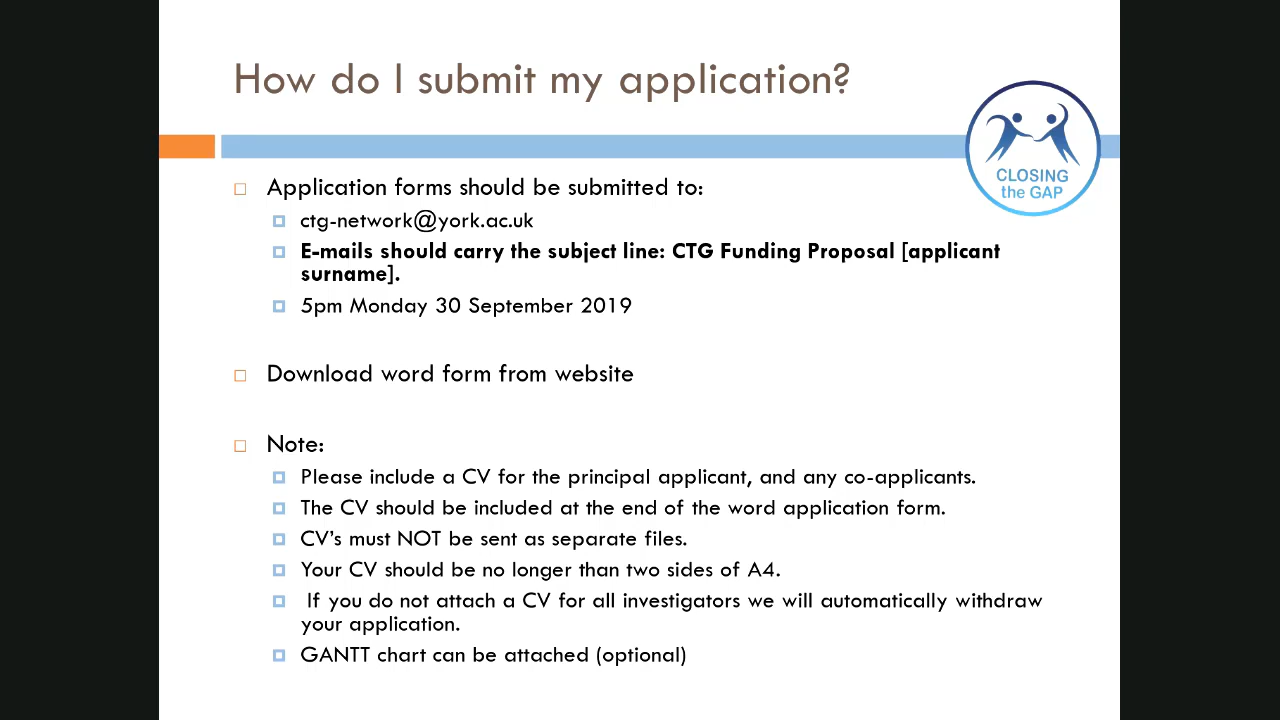 How do I submit my application?
CLOSING
the GAP
Application forms should be submitted to:
ctg-network@york.ac.uk
E-mails should carry the subject line: CTG Funding Proposal [applicant
surname].
5pm Monday 30 September 2019
Download word form from website
Note:
Please include a CV for the principal applicant, and any co-applicants.
The CV should be included at the end of the word application form.
CV's must NOT be sent as separate files.
Your CV should be no longer than two sides of A4.
If you do not attach a CV for all investigators we will automatically withdraw
your application.
GANTT chart can be attached (optional)